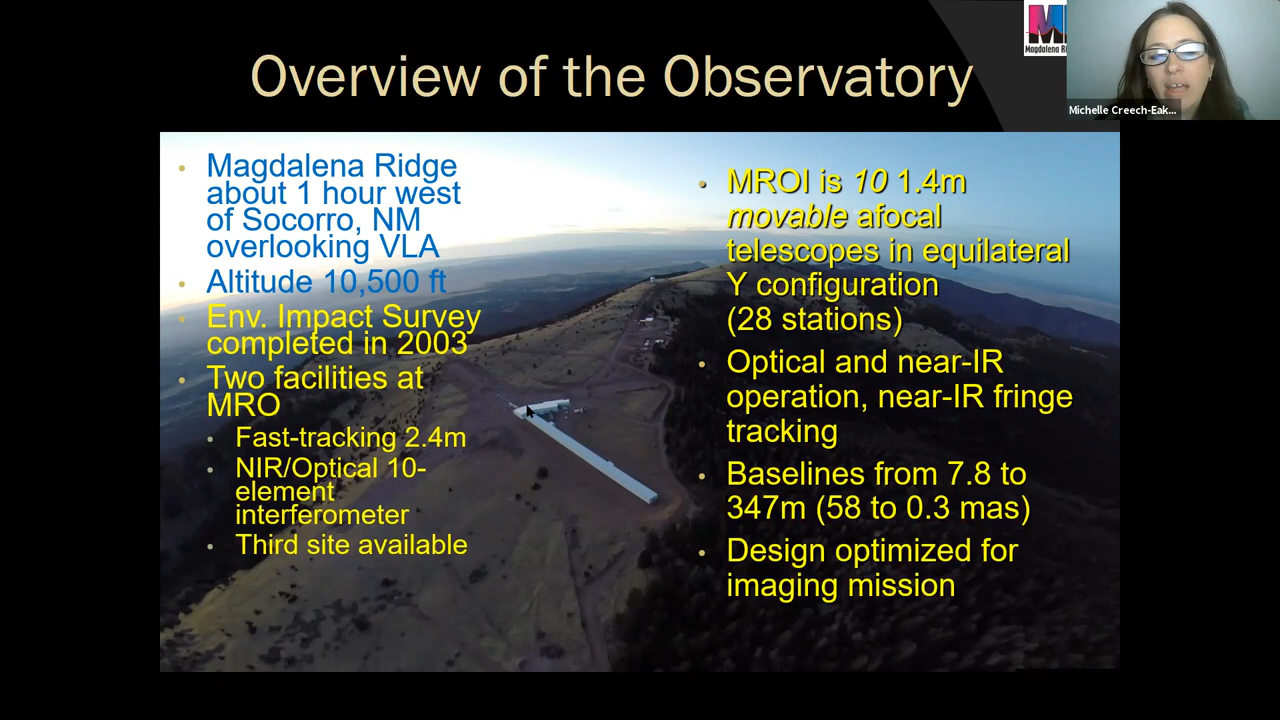 Overview of the Observatory
Magdalena Ridge
about 1 hour west
of Socorro, NM
overlooking VLA
Altitude 10,500 ft
Env. Impact Survey
completed in 2003
Two facilities at
MRO
Fast-tracking 2.4m
NIR/Optical 10-
element
interferometer
Third site available
MROI is 10 1.4m
movable afocal
telescopes in equilateral
Y configuration
(28 stations)
Optical and near-IR
operation, near-IR fringe
tracking
Baselines from 7.8 to
347m (58 to 0.3 mas)
Design optimized for
imaging mission
M
Magdalena Ri
Michelle Creech-Eak...